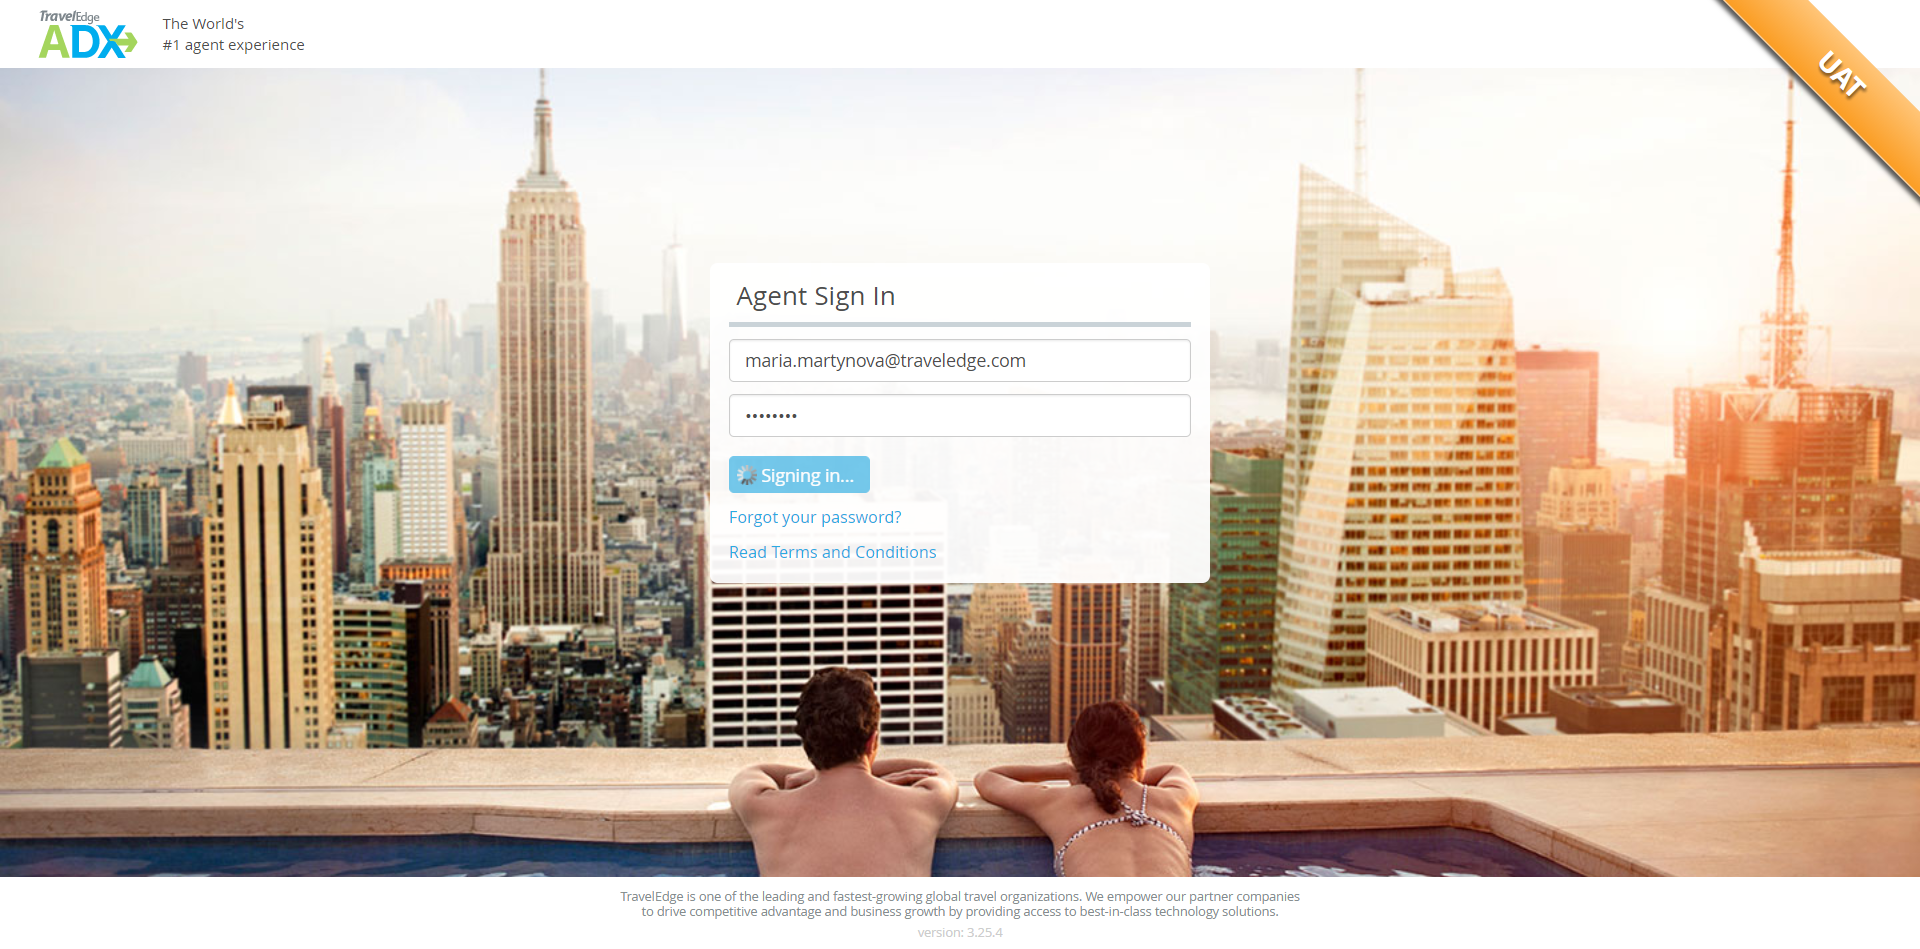 TravelEdge
ADX
The World's
#1 agent experience
UAT
Agent Sign In
maria.martynova@traveledge.com
••••••••
Signing in...
Forgot your password?
Read Terms and Conditions
TravelEdge is one of the leading and fastest-growing global travel organizations. We empower our partner companies
to drive competitive advantage and business growth by providing access to best-in-class technology solutions.
version: 3.25.4